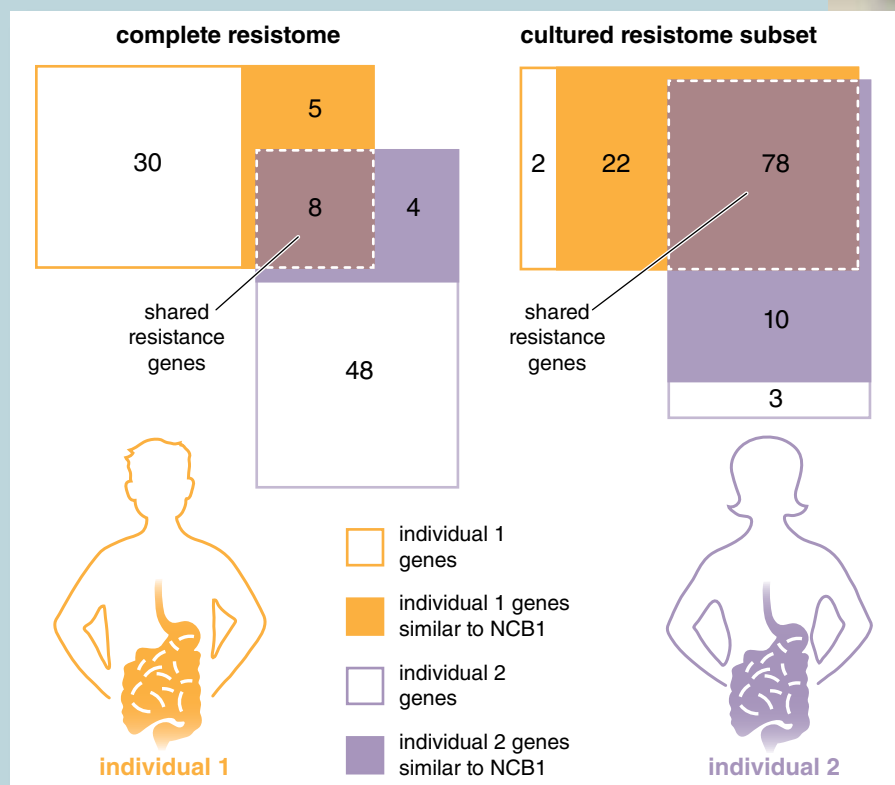 complete resistome
cultured resistome subset
5
30
8
4
shared
resistance
genes
48
2
22
78
shared
resistance
genes
10
3
individual 1
genes
individual 1 genes
similar to NCB1
individual 2
genes
individual 2 genes
similar to NCB1
individual 1
individual 2